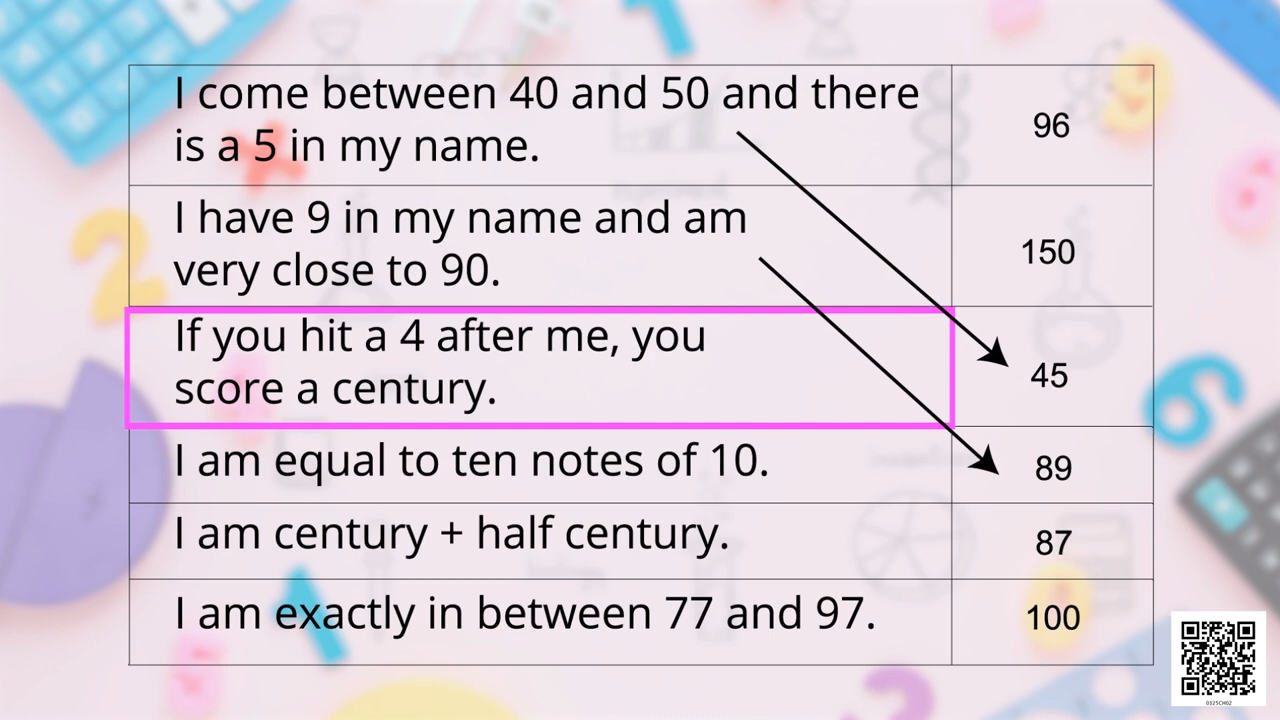 I come between 40 and 50 and there
is a 5 in my name.
96
I have 9 in my name and am
very close to 90.
150
If you hit a 4 after me, you
score a century.
45
I am equal to ten notes of 10.
89
I am century + half century.
87
I am exactly in between 77 and 97.
100
0325CH02